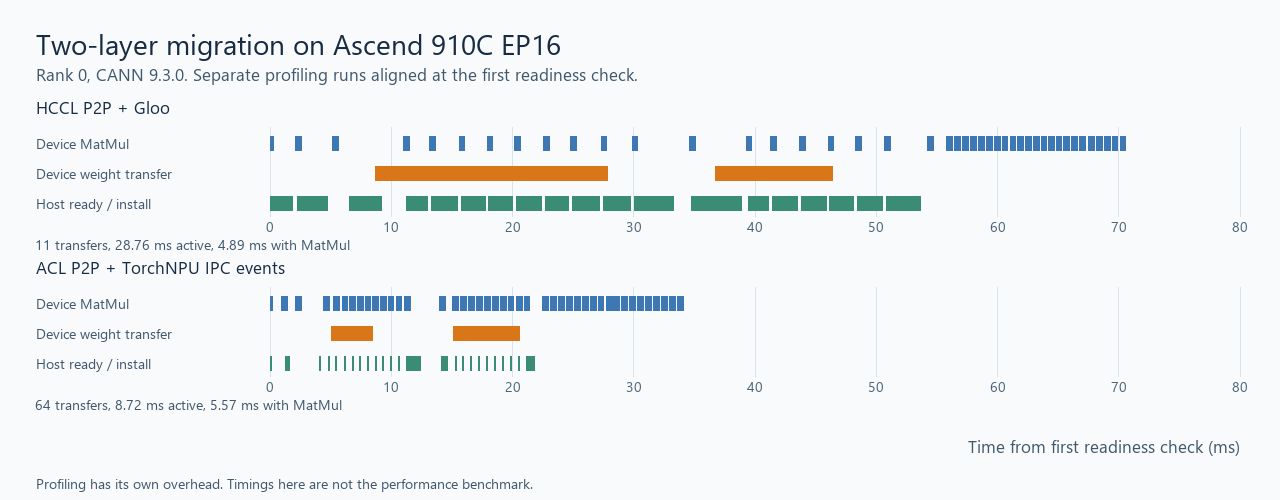 Two-layer migration on Ascend 910C EP16
Rank 0, CANN 9.3.0. Separate profiling runs aligned at the first readiness check.
HCCL P2P + Gloo
Device MatMul
Device weight transfer
Host ready / install
0 10 20 30 40 50 60 70 80
11 transfers, 28.76 ms active, 4.89 ms with MatMul
ACL P2P + TorchNPU IPC events
Device MatMul
Device weight transfer
Host ready / install
0 10 20 30 40 50 60 70 80
64 transfers, 8.72 ms active, 5.57 ms with MatMul
Time from first readiness check (ms)
Profiling has its own overhead. Timings here are not the performance benchmark.